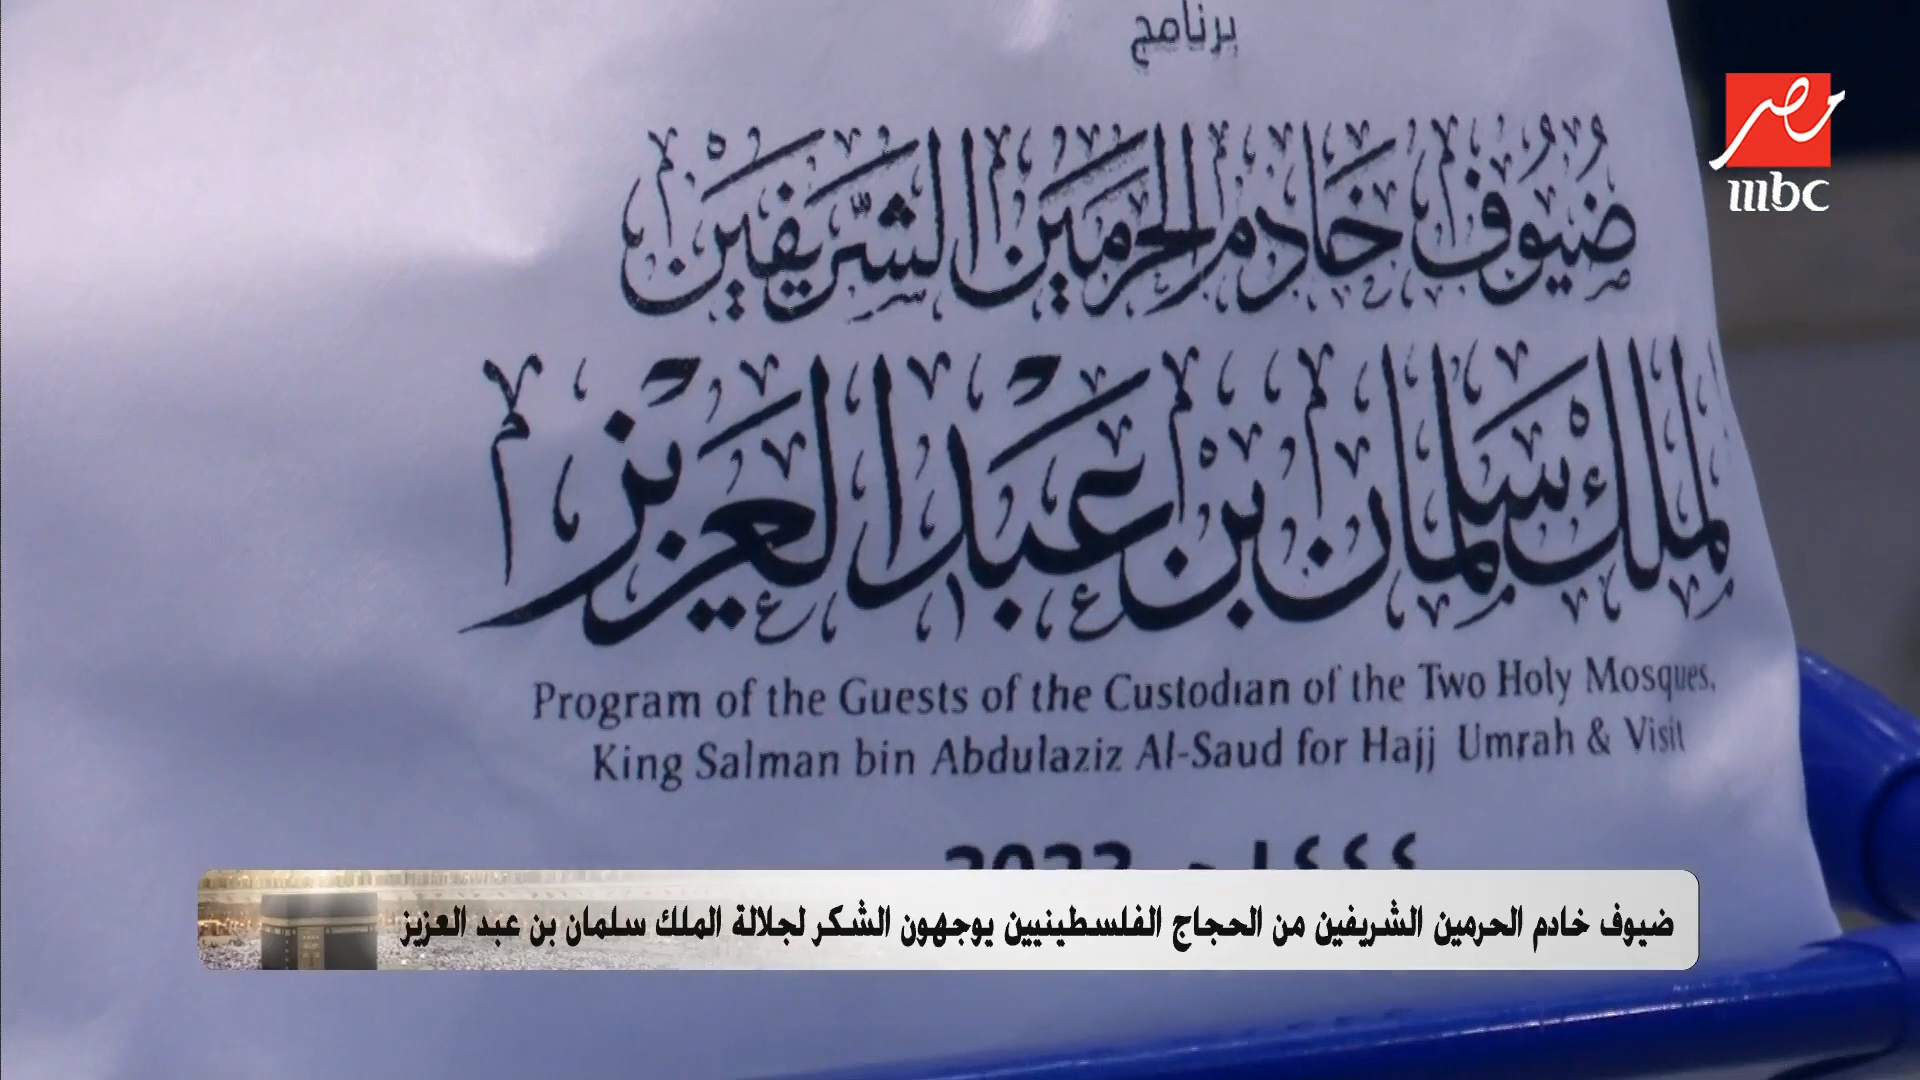 برنامج
مصر
mbc
ضيوف خادم الحرمين الشريفين
الملك سلمان بن عبد العزيز
Program of the Guests of the Custodian of the Two Holy Mosques,
King Salman bin Abdulaziz Al-Saud for Hajj Umrah & Visit
١٤٤٤هـ 2023
ضيوف خادم الحرمين الشريفين من الحجاج الفلسطينيين يوجهون الشكر لجلالة الملك سلمان بن عبد العزيز